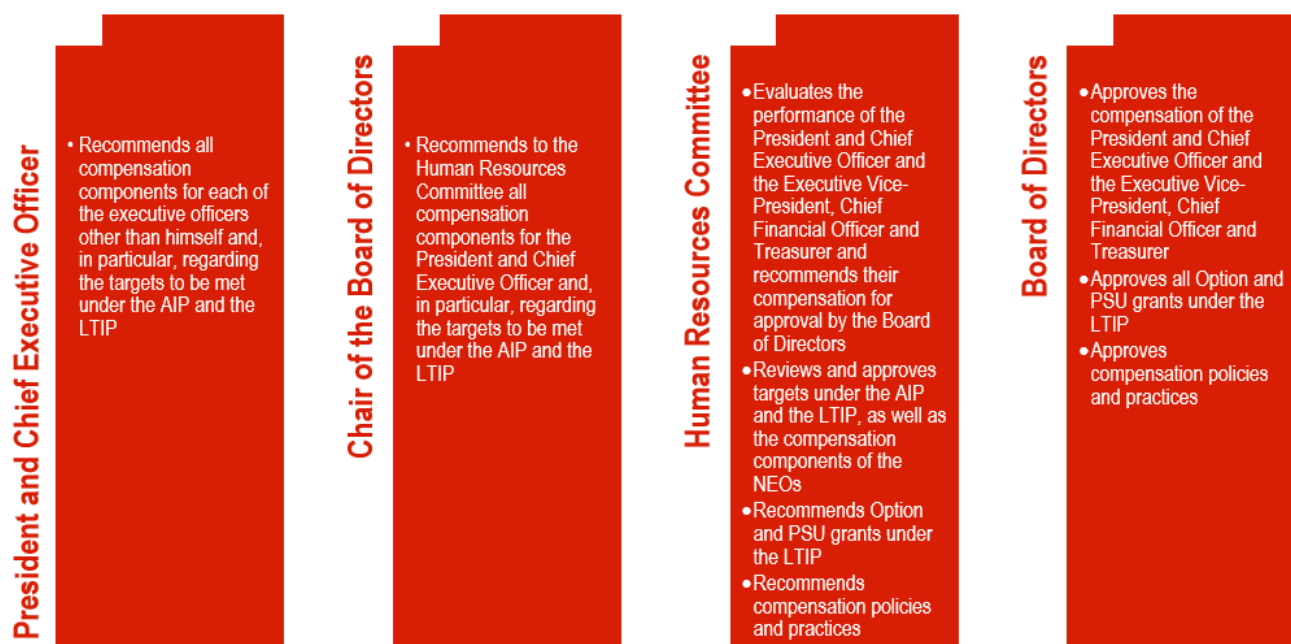 President and Chief Executive Officer
• Recommends all
compensation
components for each of
the executive officers
other than himself and,
in particular, regarding
the targets to be met
under the AIP and the
LTIP
Chair of the Board of Directors
• Recommends to the
Human Resources
Committee all
compensation
components for the
President and Chief
Executive Officer and,
in particular, regarding
the targets to be met
under the AIP and the
LTIP
Human Resources Committee
•Evaluates the
performance of the
President and Chief
Executive Officer and
the Executive Vice-
President, Chief
Financial Officer and
Treasurer and
recommends their
compensation for
approval by the Board
of Directors
•Reviews and approves
targets under the AIP
and the LTIP, as well as
the compensation
components of the
NEOs
•Recommends Option
and PSU grants under
the LTIP
•Recommends
compensation policies
and practices
Board of Directors
•Approves the
compensation of the
President and Chief
Executive Officer and
the Executive Vice-
President, Chief
Financial Officer and
Treasurer
•Approves all Option and
PSU grants under the
LTIP
•Approves
compensation policies
and practices